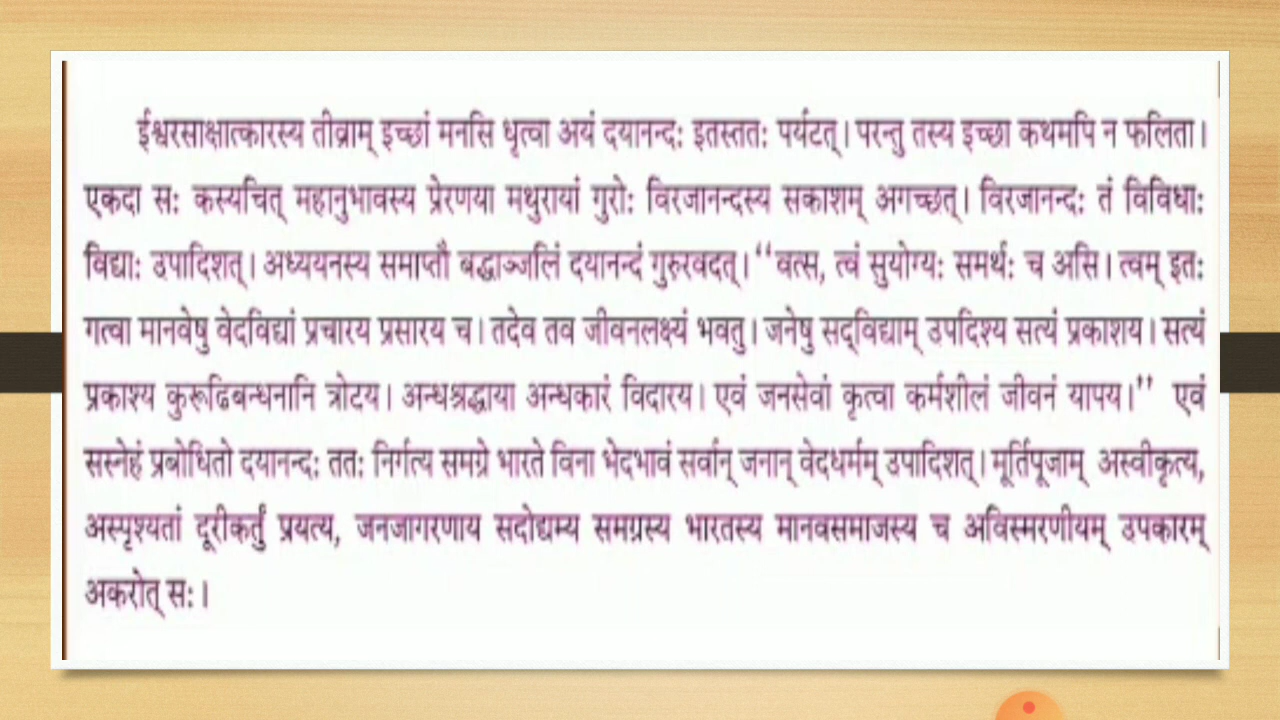 ईश्वरसाक्षात्कारस्य तीव्राम् इच्छां मनसि धृत्वा अयं दयानन्दः इतस्ततः पर्यटत्। परन्तु तस्य इच्छा कथमपि न फलिता।
एकदा सः कस्यचित् महानुभावस्य प्रेरणया मथुरायां गुरोः विरजानन्दस्य सकाशम् अगच्छत्। विरजानन्दः तं विविधाः
विद्याः उपादिशत्। अध्ययनस्य समाप्तौ बद्धाञ्जलिं दयानन्दं गुरुरवदत्। ‘‘वत्स, त्वं सुयोग्यः समर्थः च असि। त्वम् इतः
गत्वा मानवेषु वेदविद्यां प्रचारय प्रसारय च। तदेव तव जीवनलक्ष्यं भवतु। जनेषु सद्‌विद्याम् उपदिश्य सत्यं प्रकाशय। सत्यं
प्रकाश्य कुरूढिबन्धनानि त्रोटय। अन्धश्रद्धाया अन्धकारं विदारय। एवं जनसेवां कृत्वा कर्मशीलं जीवनं यापय।’’ एवं
सस्नेहं प्रबोधितो दयानन्दः ततः निर्गत्य समग्रे भारते विना भेदभावं सर्वान् जनान् वेदधर्मम् उपादिशत्। मूर्तिपूजाम् अस्वीकृत्य,
अस्पृश्यतां दूरीकर्तुं प्रयत्य, जनजागरणाय सदोद्यम्य समग्रस्य भारतस्य मानवसमाजस्य च अविस्मरणीयम् उपकारम्
अकरोत् सः।